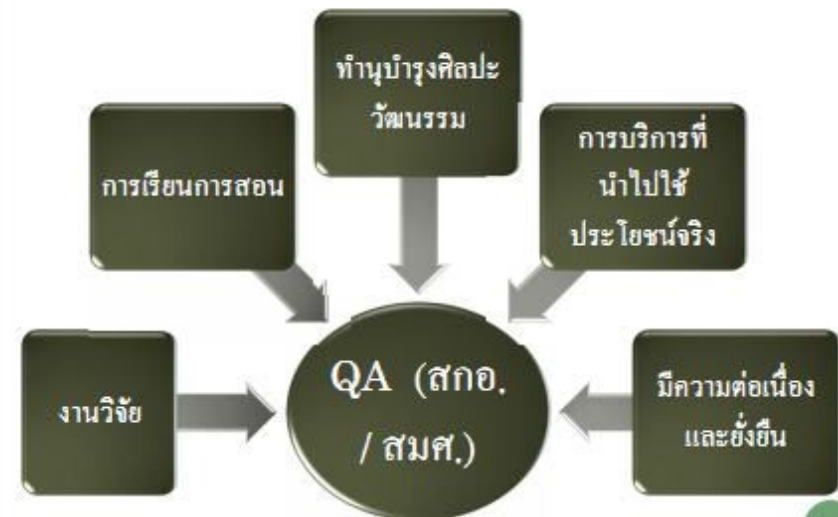 ทำนุบำรุงศิลปะ
วัฒนรรม
การเรียนการสอน
การบริการที่
นำไปใช้
ประโยชน์จริง
งานวิจัย
QA (สกอ.
/ สมศ.)
มีความต่อเนื่อง
และยั่งยืน